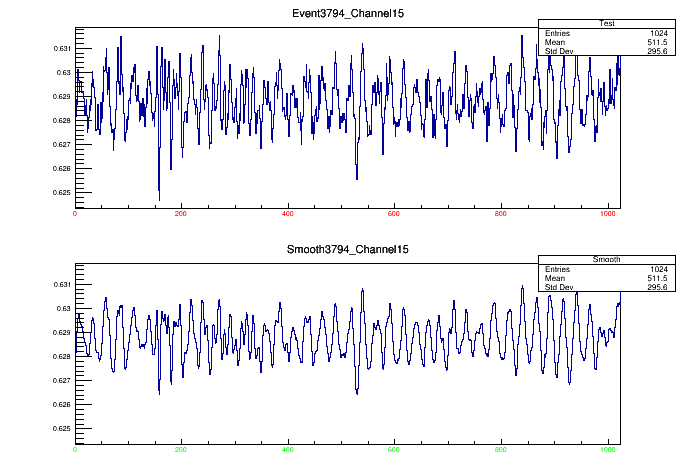 Event3794_Channel15
Test
Entries 1024
Mean 511.5
Std Dev 295.6
0.631
0.63
0.629
0.628
0.627
0.626
0.625
0 200 400 600 800 1000
Smooth3794_Channel15
Smooth
Entries 1024
Mean 511.5
Std Dev 295.6
0.631
0.63
0.629
0.628
0.627
0.626
0.625
0 200 400 600 800 1000